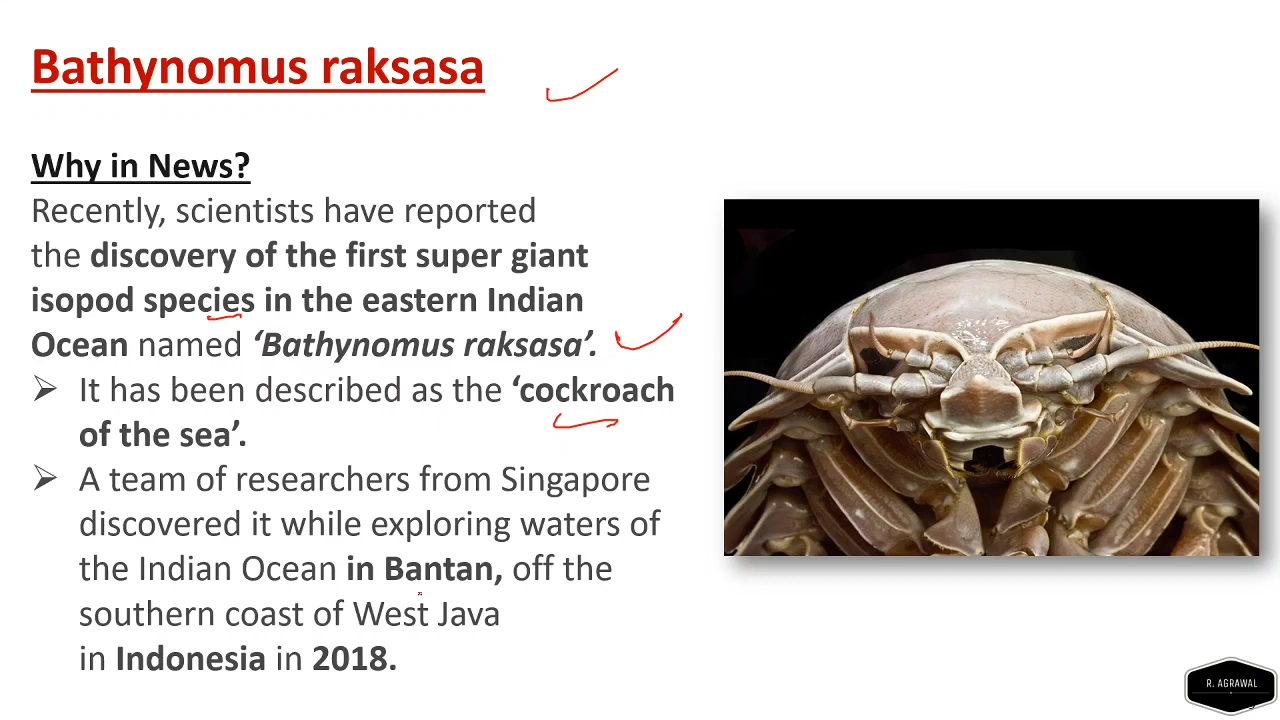 Bathynomus raksasa
Why in News?
Recently, scientists have reported
the discovery of the first super giant
isopod species in the eastern Indian
Ocean named ‘Bathynomus raksasa’.
➢ It has been described as the ‘cockroach
of the sea’.
➢ A team of researchers from Singapore
discovered it while exploring waters of
the Indian Ocean in Bantan, off the
southern coast of West Java
in Indonesia in 2018.
R. AGRAWAL